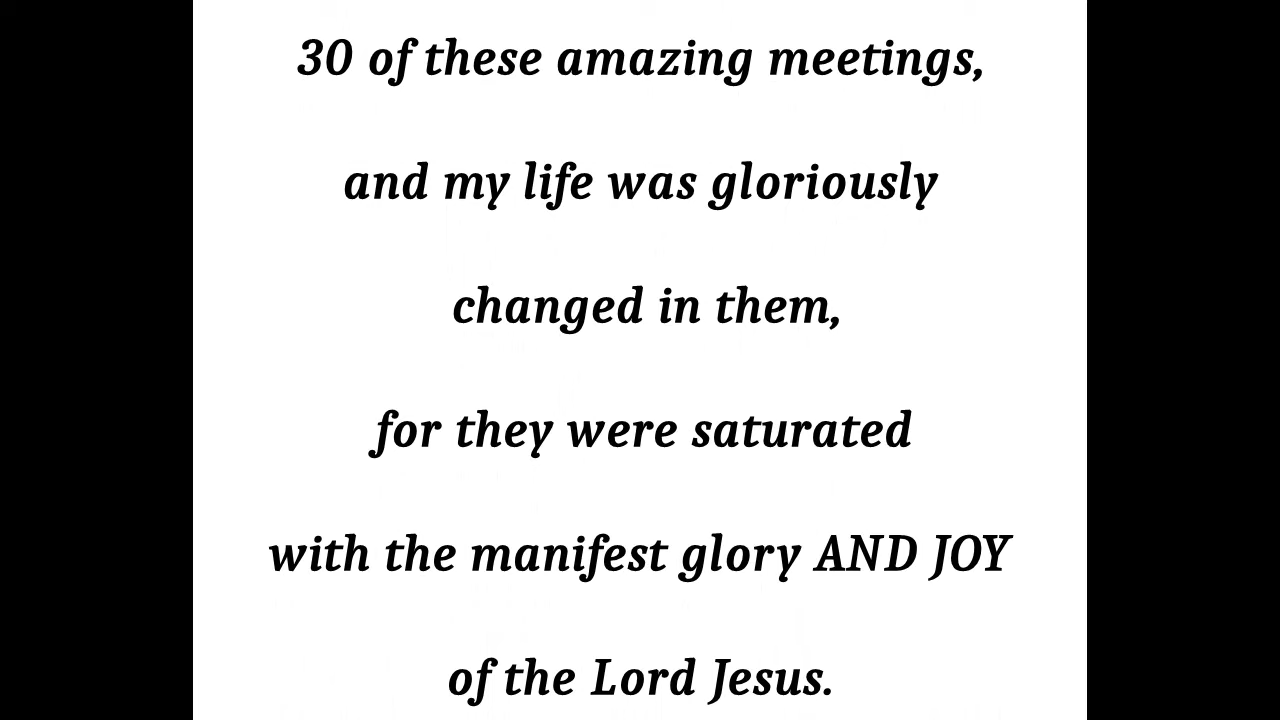 30 of these amazing meetings,
and my life was gloriously
changed in them,
for they were saturated
with the manifest glory AND JOY
of the Lord Jesus.